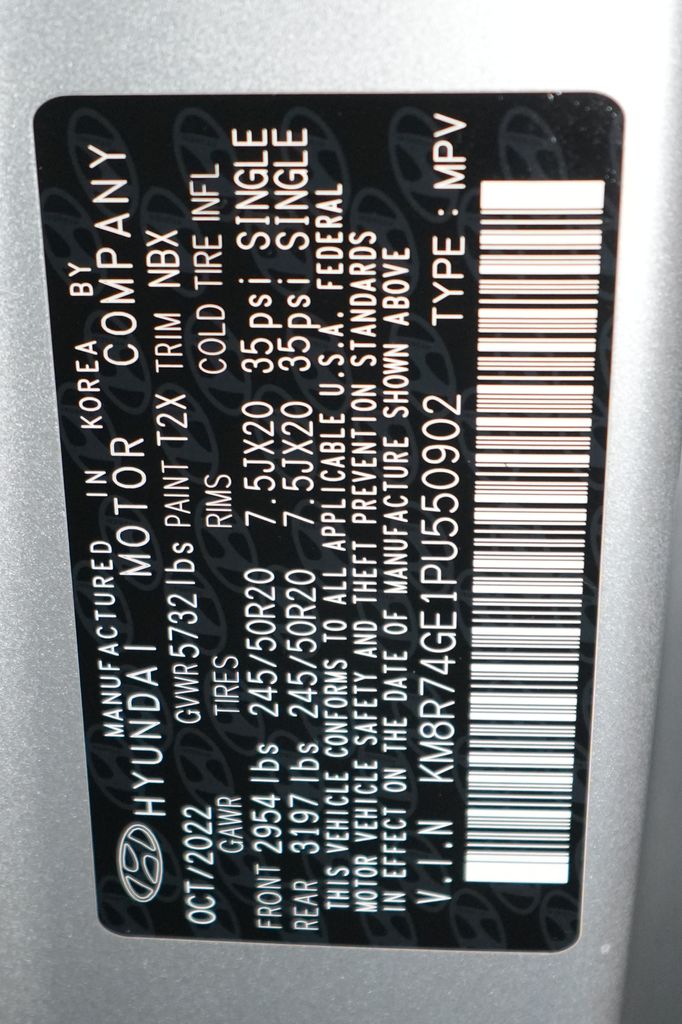 MANUFACTURED IN KOREA BY
HYUNDAI MOTOR COMPANY
OCT/2022 GVWR5732lbs PAINT T2X TRIM NBX
GAWR TIRES RIMS COLD TIRE INFL
FRONT 2954 lbs 245/50R20 7.5JX20 35psi SINGLE
REAR 3197 lbs 245/50R20 7.5JX20 35psi SINGLE
THIS VEHICLE CONFORMS TO ALL APPLICABLE U.S.A. FEDERAL
MOTOR VEHICLE SAFETY AND THEFT PREVENTION STANDARDS
IN EFFECT ON THE DATE OF MANUFACTURE SHOWN ABOVE
V.I.N KM8R74GE1PU550902 TYPE : MPV